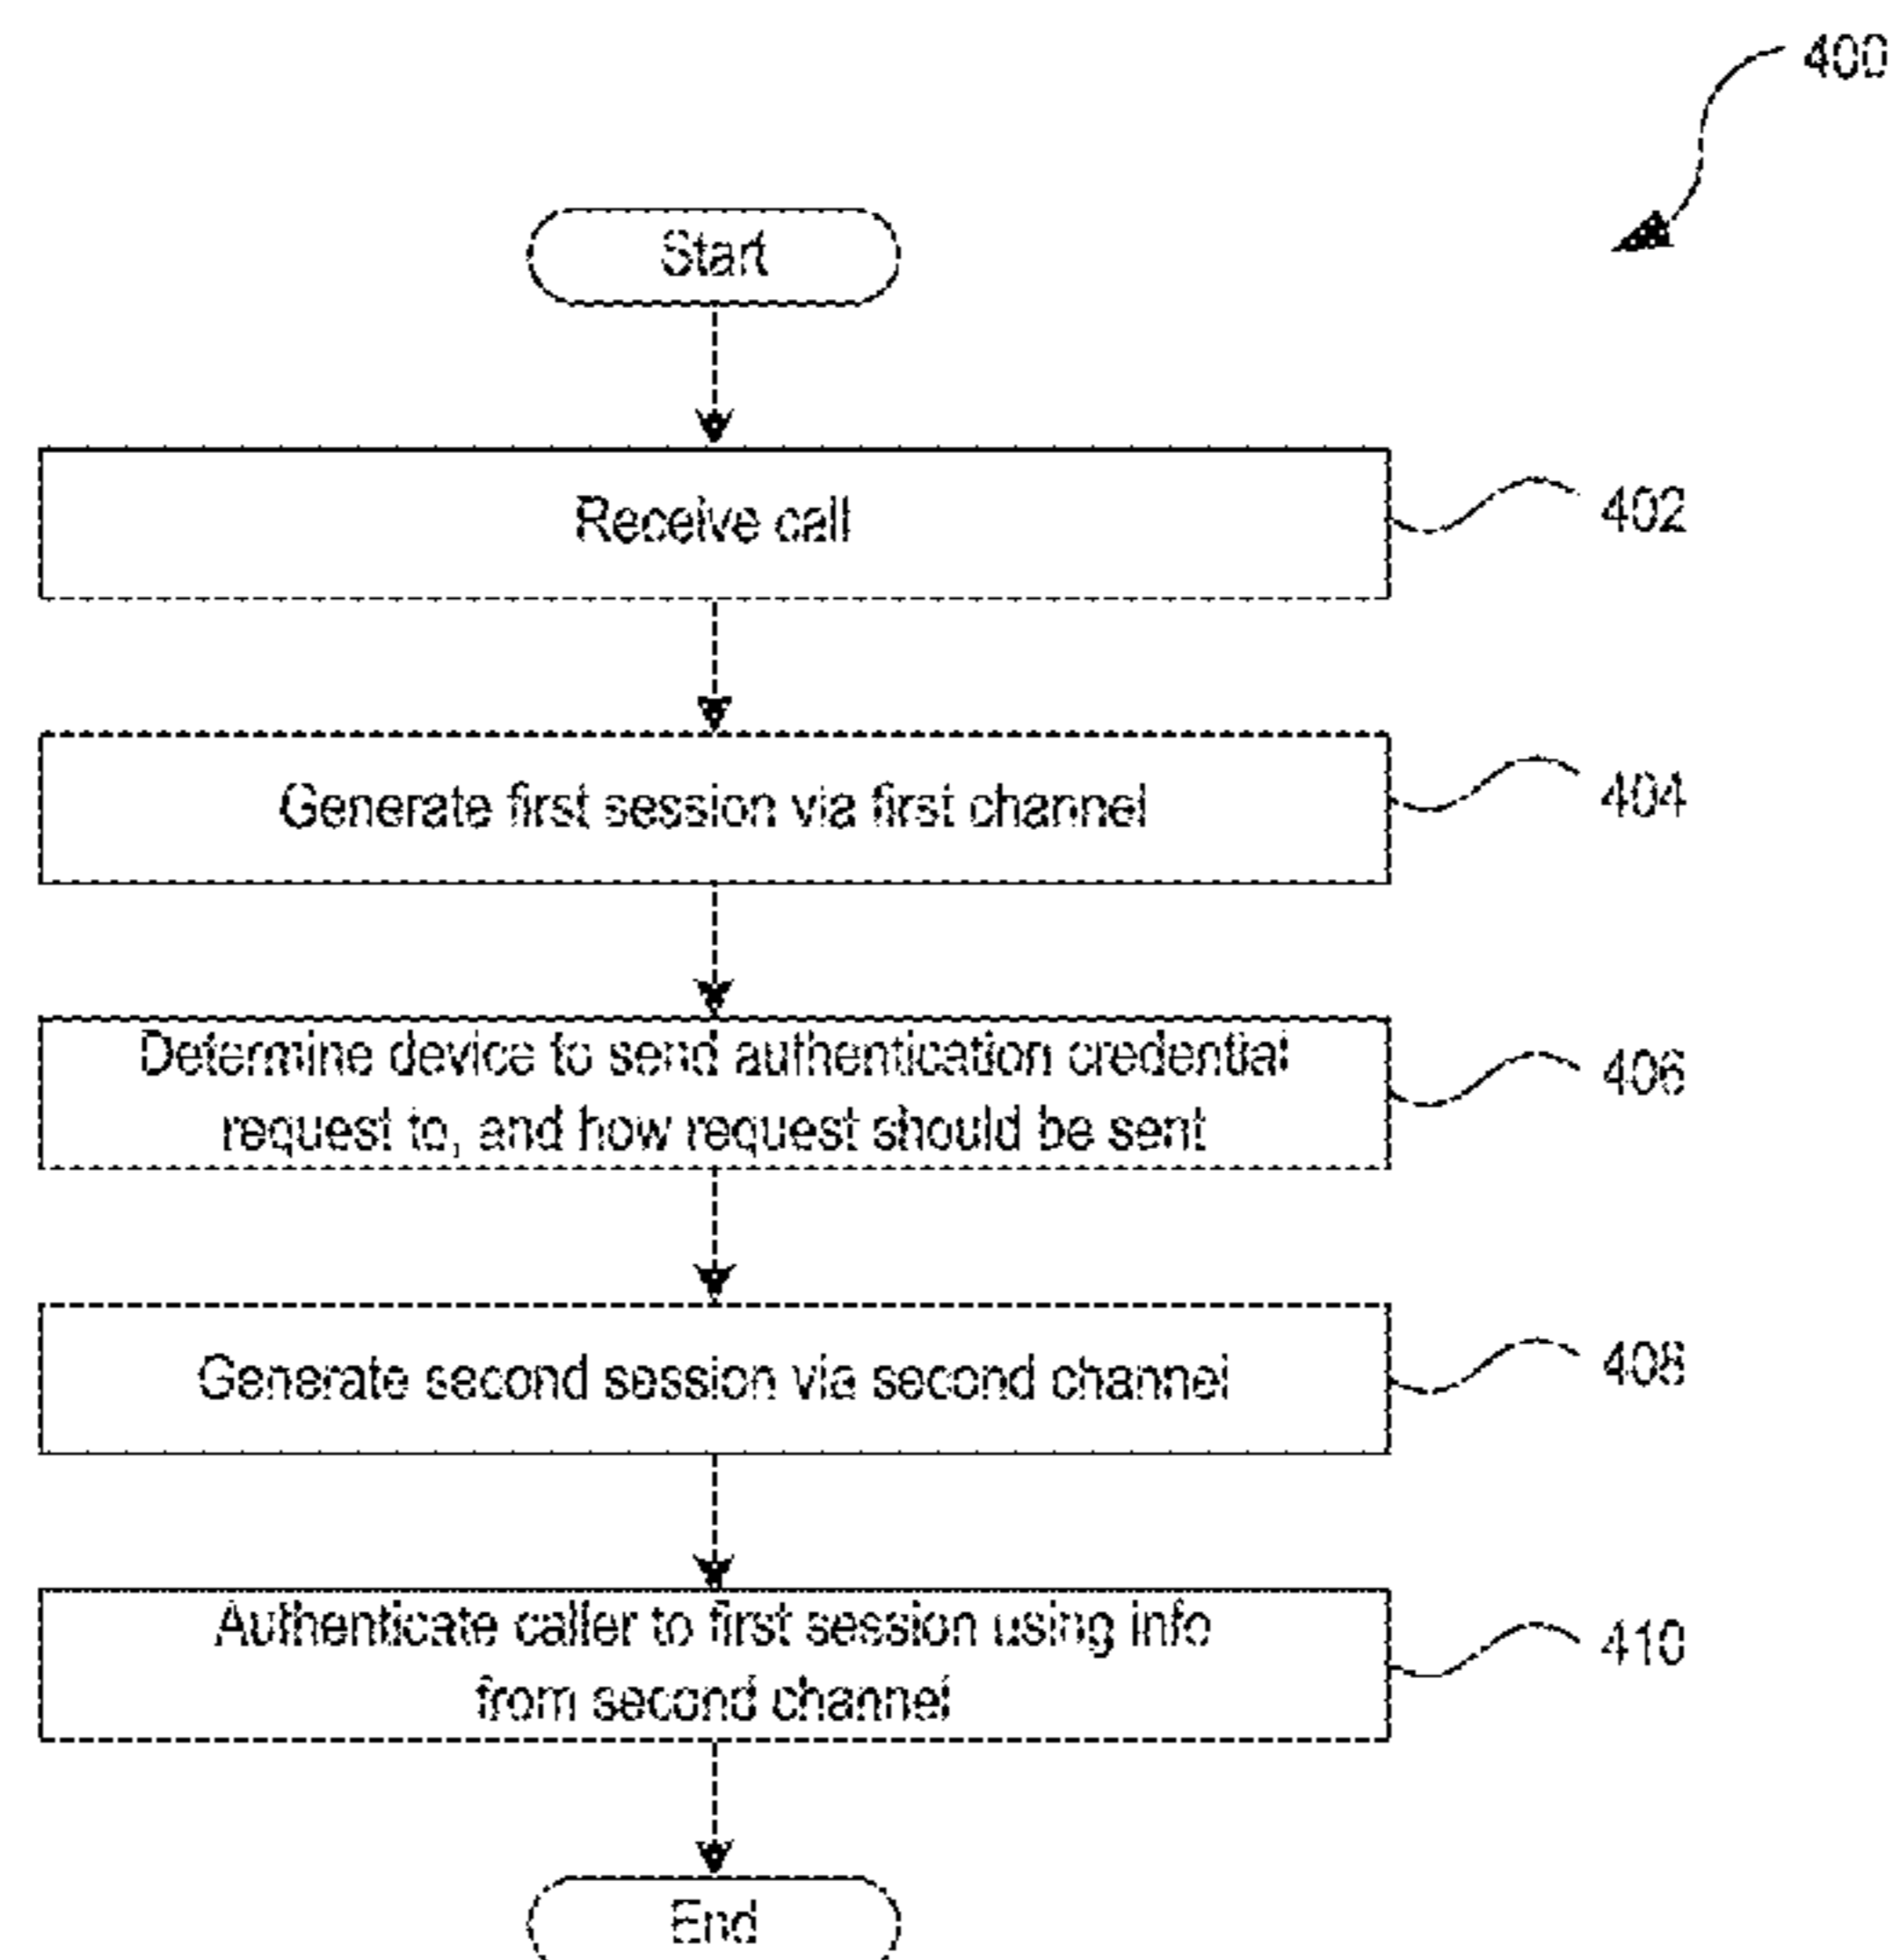 400
Start
Receive call
402
Generate first session via first channel
404
Determine device to send authentication credential
request to, and how request should be sent
406
Generate second session via second channel
408
Authenticate caller to first session using info
from second channel
410
End